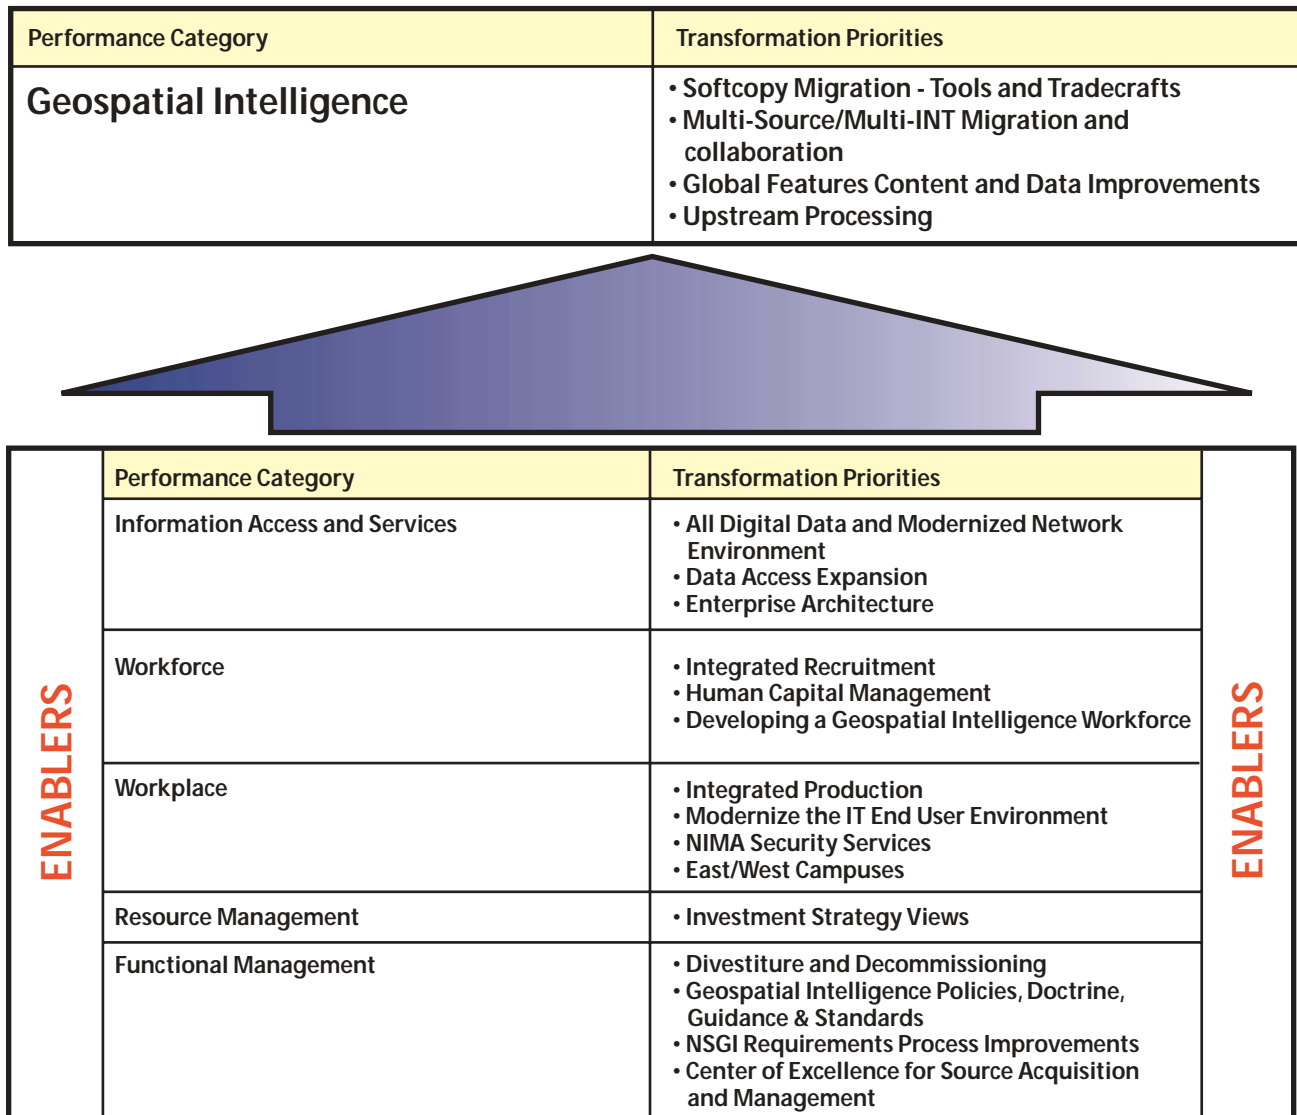 Performance Category
Transformation Priorities
Geospatial Intelligence
• Softcopy Migration - Tools and Tradecrafts
• Multi-Source/Multi-INT Migration and
collaboration
• Global Features Content and Data Improvements
• Upstream Processing
ENABLERS
Performance Category
Transformation Priorities
Information Access and Services
• All Digital Data and Modernized Network
Environment
• Data Access Expansion
• Enterprise Architecture
Workforce
• Integrated Recruitment
• Human Capital Management
• Developing a Geospatial Intelligence Workforce
Workplace
• Integrated Production
• Modernize the IT End User Environment
• NIMA Security Services
• East/West Campuses
Resource Management
• Investment Strategy Views
Functional Management
• Divestiture and Decommissioning
• Geospatial Intelligence Policies, Doctrine,
Guidance & Standards
• NSGI Requirements Process Improvements
• Center of Excellence for Source Acquisition
and Management
ENABLERS